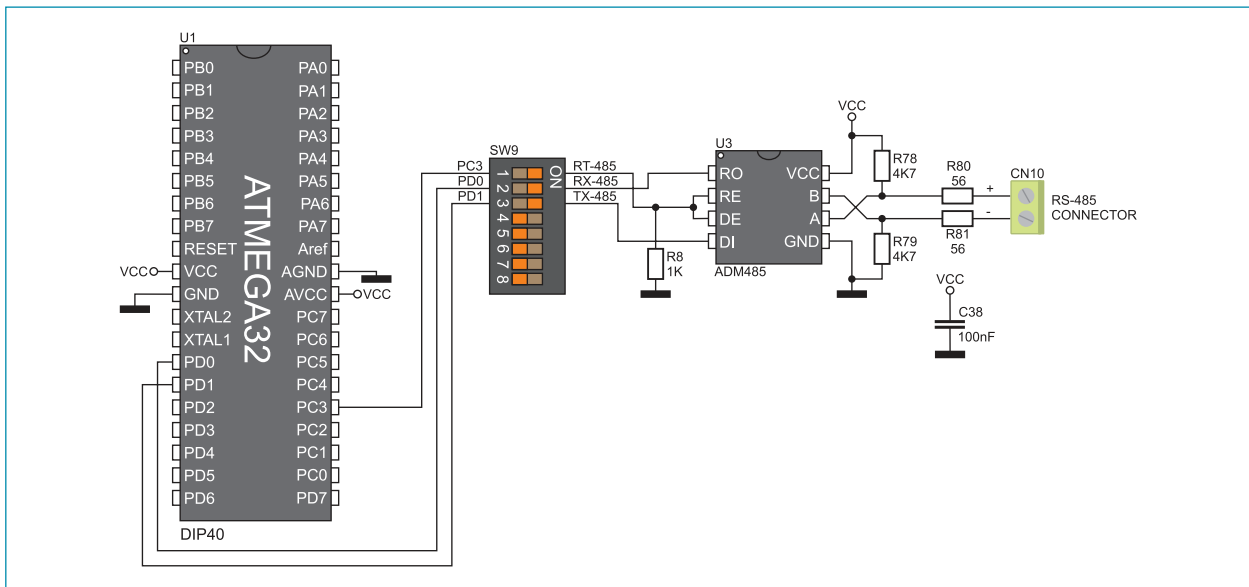 U1
PB0
PB1
PB2
PB3
PB4
PB5
PB6
PB7
RESET
VCC
GND
XTAL2
XTAL1
PD0
PD1
PD2
PD3
PD4
PD5
PD6
PA0
PA1
PA2
PA3
PA4
PA5
PA6
PA7
Aref
AGND
AVCC
PC7
PC6
PC5
PC4
PC3
PC2
PC1
PC0
PD7
ATMEGA32
DIP40
VCC
VCC
SW9
PC3
PD0
PD1
1
2
3
4
5
6
7
8
ON
RT-485
RX-485
TX-485
R8
1K
U3
RO
RE
DE
DI
VCC
B
A
GND
ADM485
VCC
R78
4K7
R79
4K7
R80
56
R81
56
CN10
+
-
RS-485
CONNECTOR
VCC
C38
100nF